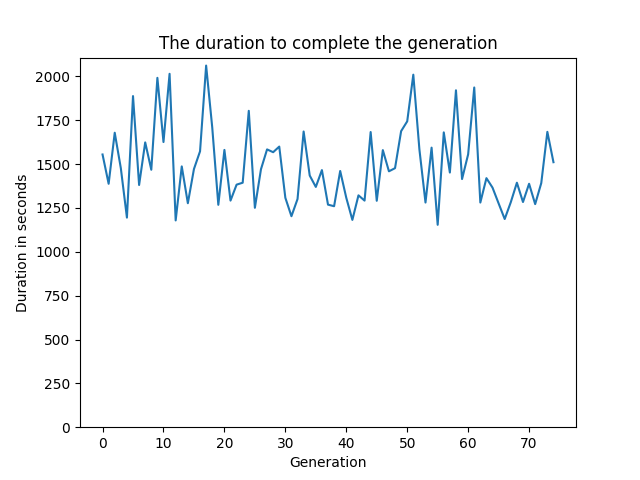 The duration to complete the generation
Duration in seconds
2000
1750
1500
1250
1000
750
500
250
0
0 10 20 30 40 50 60 70
Generation